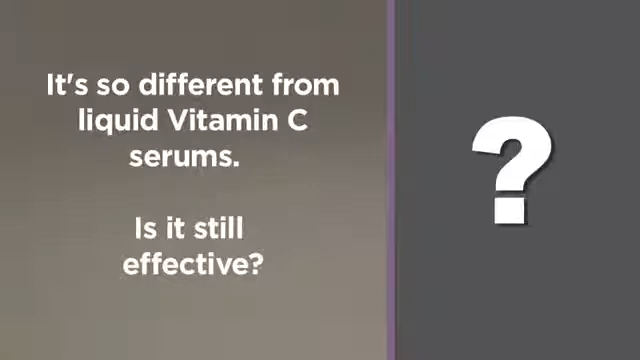 It's so different from
liquid Vitamin C
serums.
Is it still
effective?
?